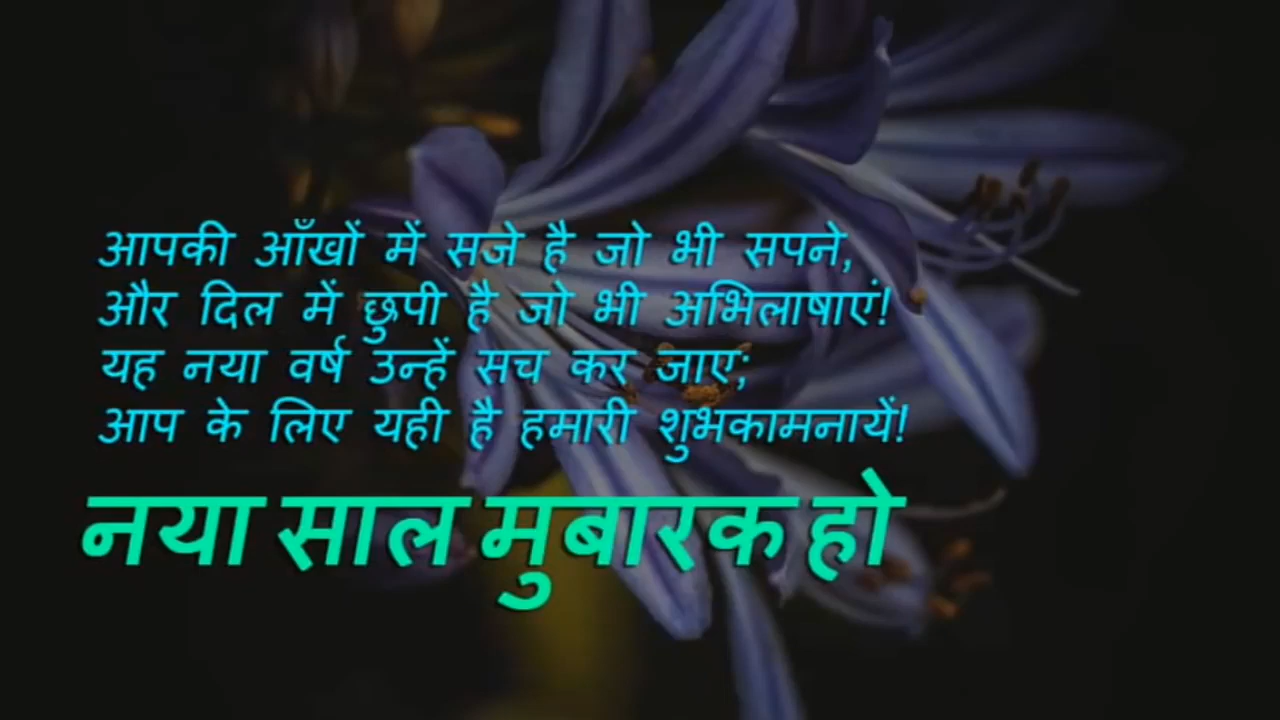 आपकी आँखों में सजे है जो भी सपने,
और दिल में छुपी है जो भी अभिलाषाएं!
यह नया वर्ष उन्हें सच कर जाए;
आप के लिए यही है हमारी शुभकामनायें!
नया साल मुबारक हो